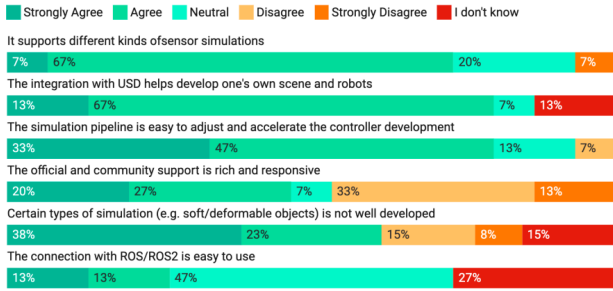 Strongly Agree Agree Neutral Disagree Strongly Disagree I don't know
It supports different kinds ofsensor simulations
7% 67% 20% 7%
The integration with USD helps develop one's own scene and robots
13% 67% 7% 13%
The simulation pipeline is easy to adjust and accelerate the controller development
33% 47% 13% 7%
The official and community support is rich and responsive
20% 27% 7% 33% 13%
Certain types of simulation (e.g. soft/deformable objects) is not well developed
38% 23% 15% 8% 15%
The connection with ROS/ROS2 is easy to use
13% 13% 47% 27%